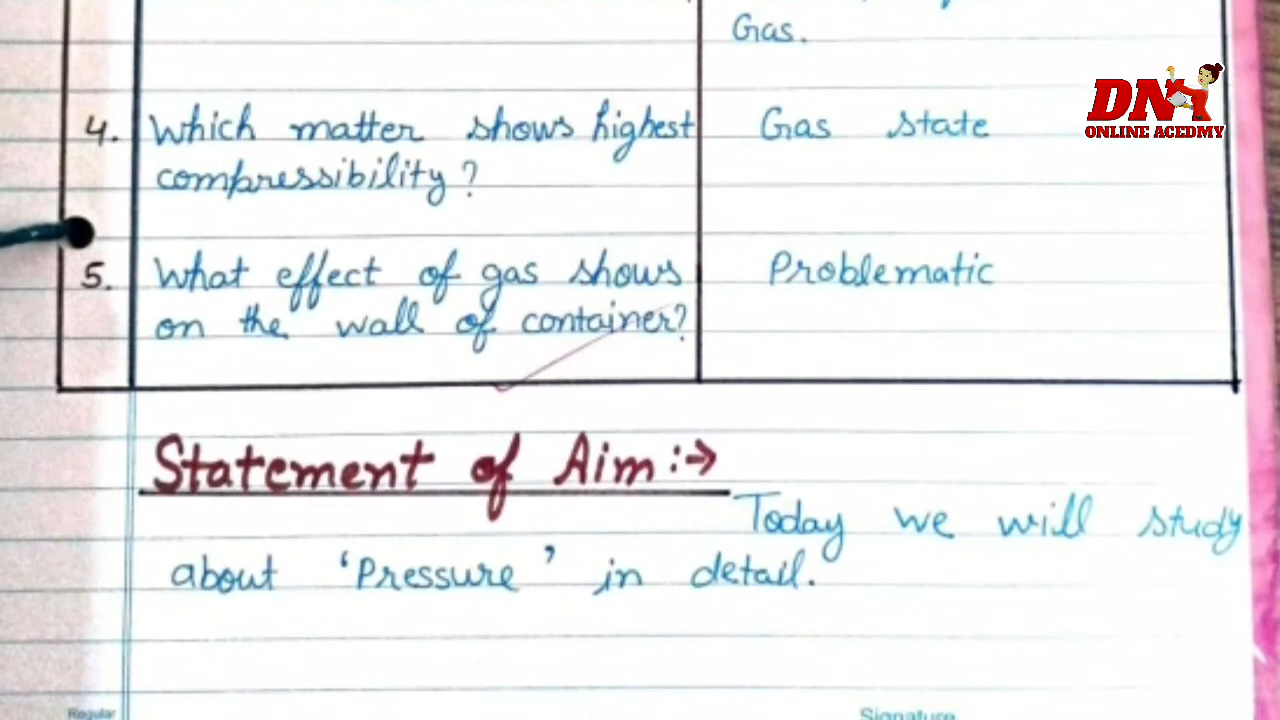 Gas.
4. Which matter shows highest Gas state
compressibility?
5. What effect of gas shows Problematic
on the wall of container?
Statement of Aim :→
Today we will study
about 'Pressure' in detail.
DN
ONLINE ACEDMY
Regular Signature